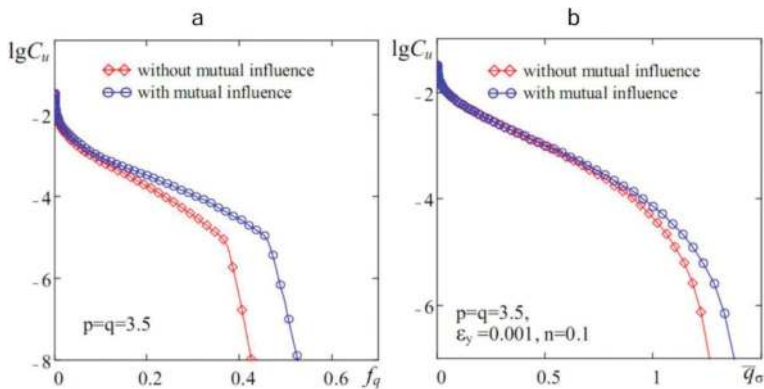 a
lgCᵤ
without mutual influence
with mutual influence
-2
-4
-6
-8
p=q=3.5
0 0.2 0.4 0.6 f_q
b
lgCᵤ
without mutual influence
with mutual influence
-2
-4
-6
p=q=3.5,
ε_y=0.001, n=0.1
0 0.5 1 q̅_σ